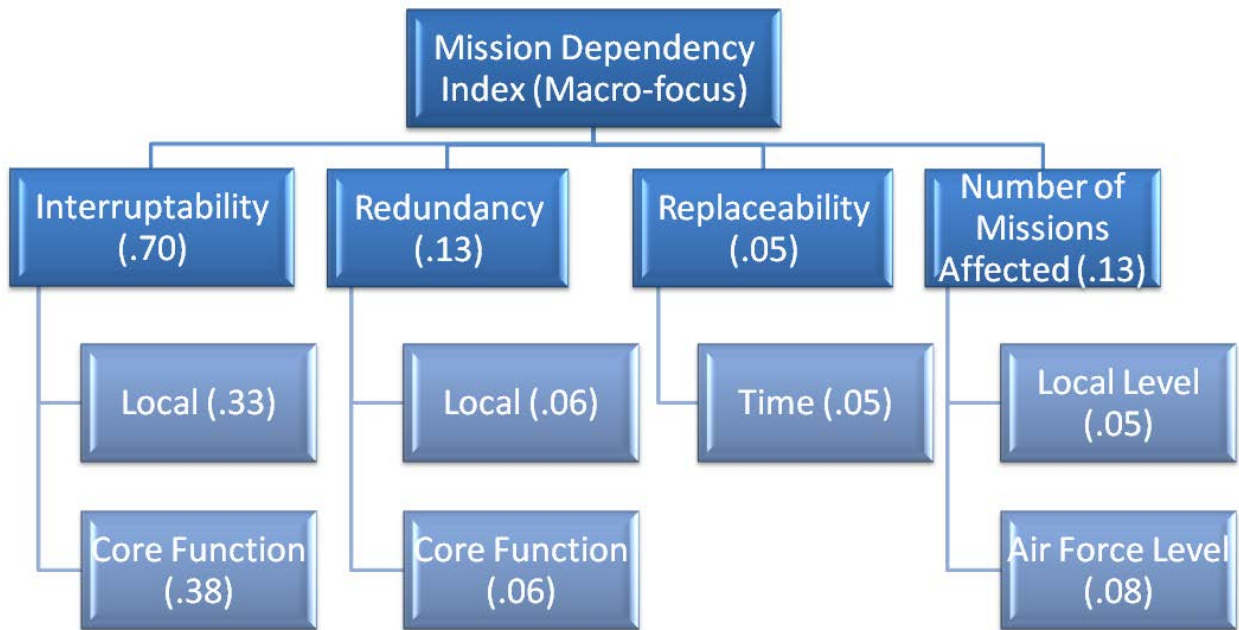 Mission Dependency
Index (Macro-focus)
Interruptability
(.70)
Redundancy
(.13)
Replaceability
(.05)
Number of
Missions
Affected (.13)
Local (.33)
Core Function
(.38)
Local (.06)
Core Function
(.06)
Time (.05)
Local Level
(.05)
Air Force Level
(.08)